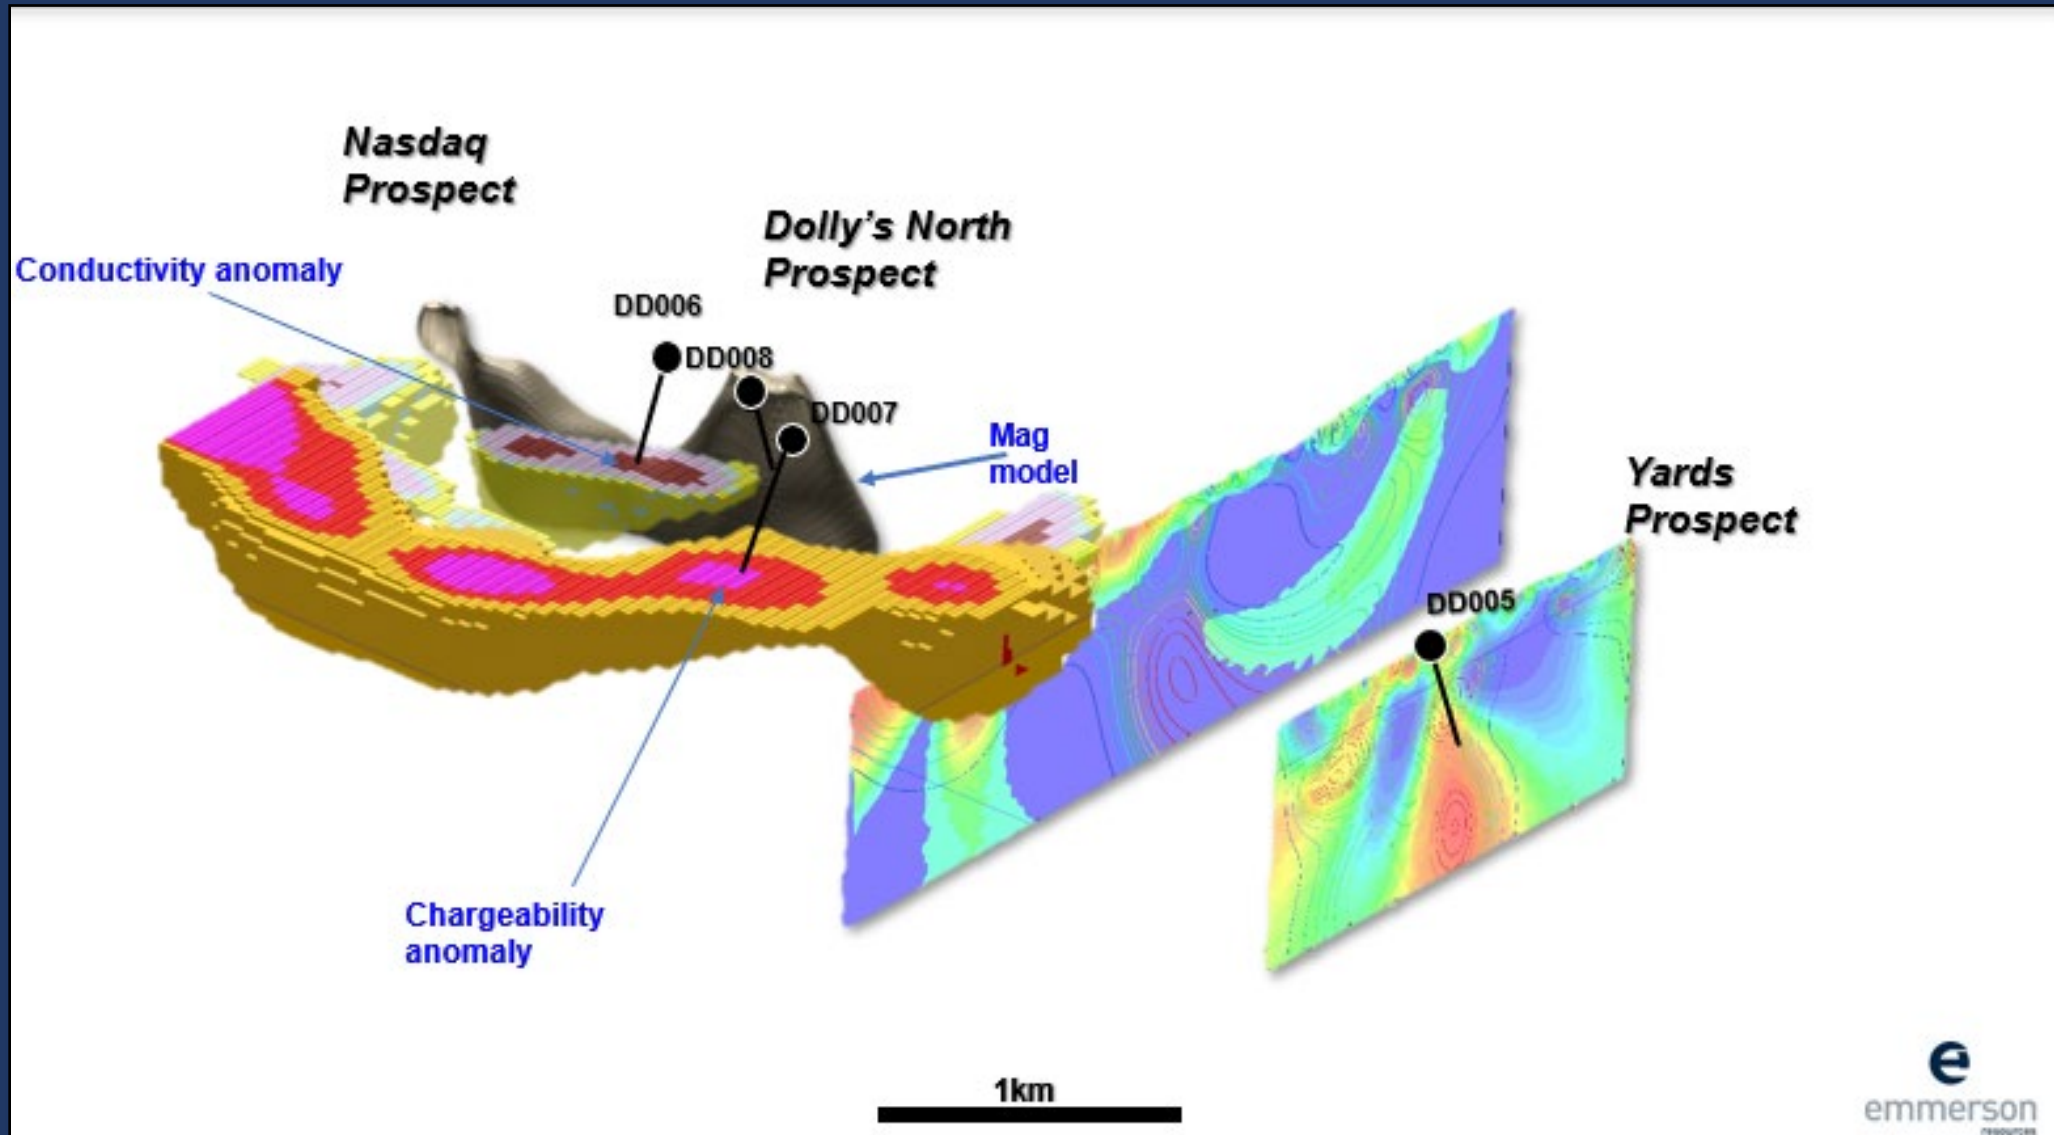 Nasdaq
Prospect
Dolly's North
Prospect
Conductivity anomaly
DD006
DD008
DD007
Mag
model
Yards
Prospect
DD005
Chargeability
anomaly
1km
e
emmerson
resources